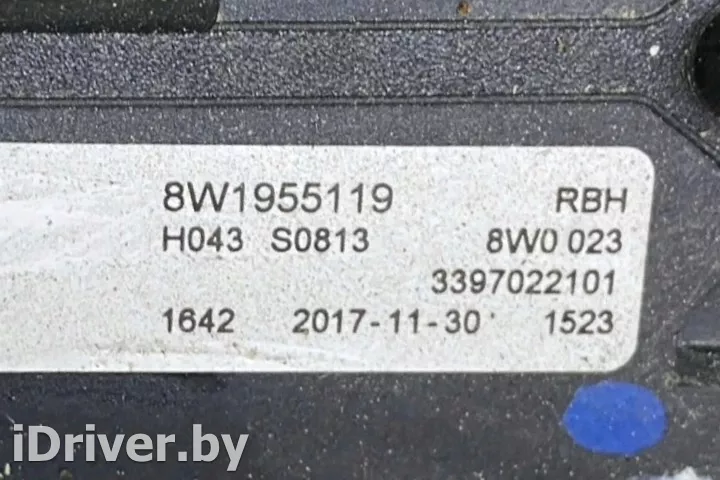 8W1955119 RBH
H043 S0813 8W0 023
3397022101
1642 2017-11-30 1523
iDriver.by